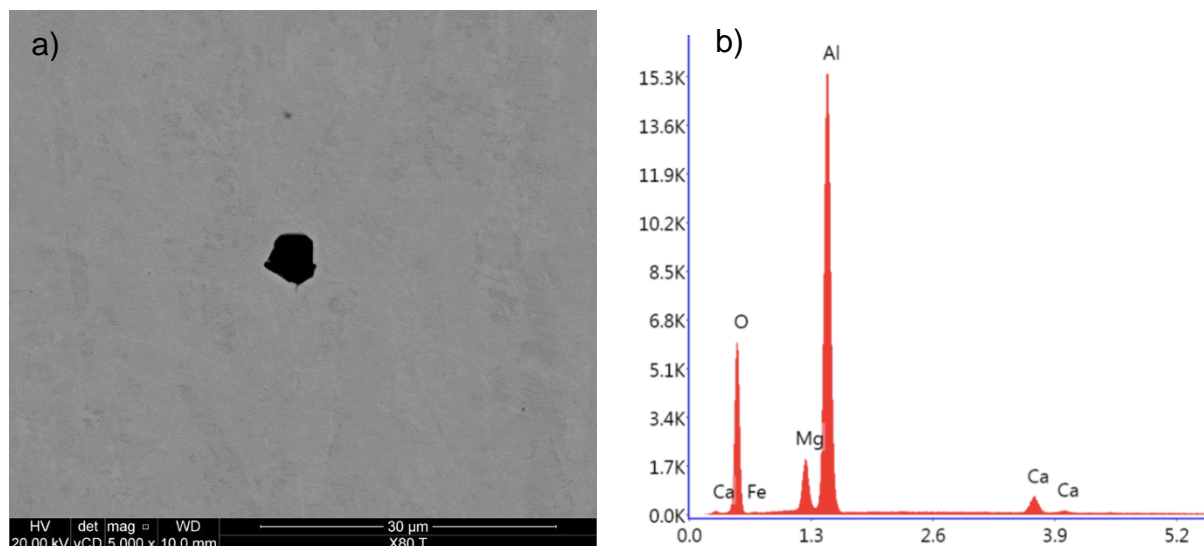 a)
HV det mag □ WD 30 µm
20.00 kV vCD 5,000 x 10.0 mm X80 T
b)
Al
15.3K
13.6K
11.9K
10.2K
8.5K
6.8K
O
5.1K
3.4K
Mg
1.7K
Ca Fe Ca Ca
0.0K
0.0 1.3 2.6 3.9 5.2